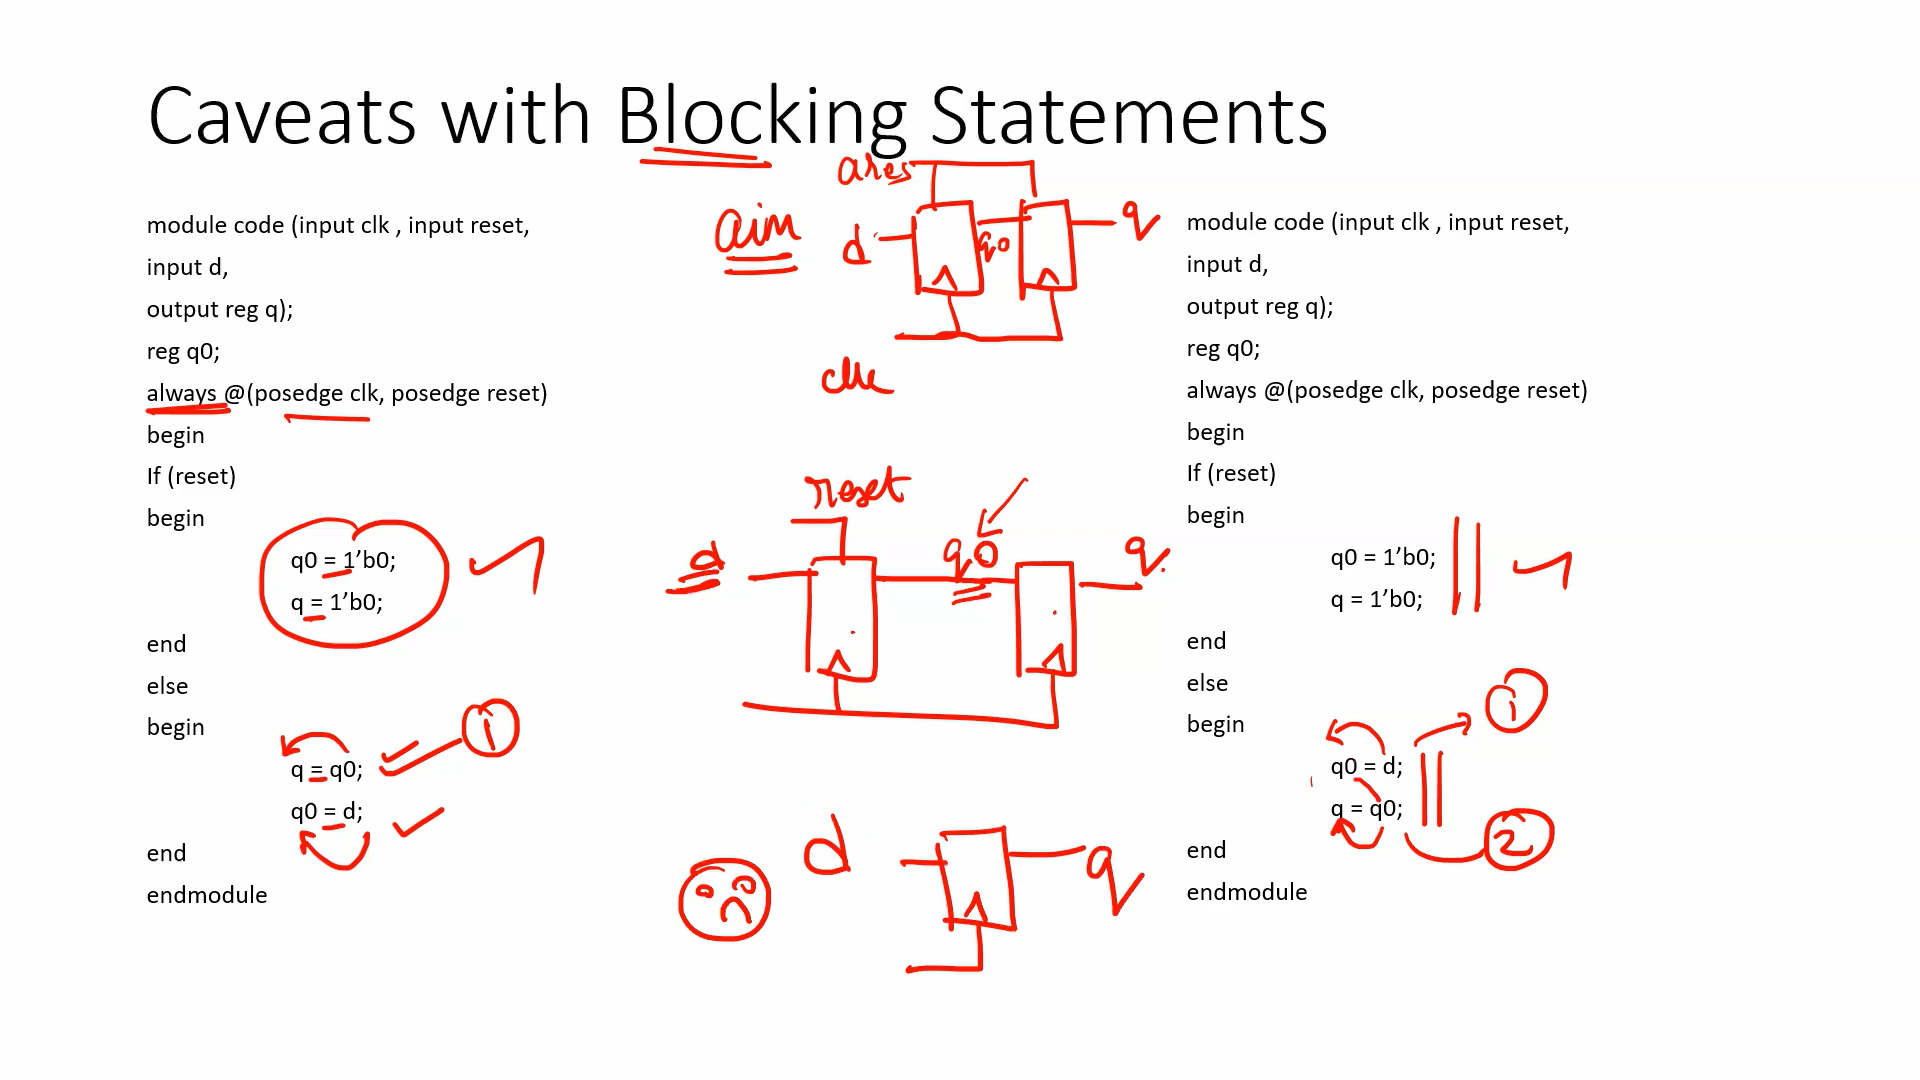 Caveats with Blocking Statements
module code (input clk , input reset,
input d,
output reg q);
reg q0;
always @(posedge clk, posedge reset)
begin
If (reset)
begin
q0 = 1’b0;
q = 1’b0;
end
else
begin
q = q0;
q0 = d;
end
endmodule
1
ares
aim
d
q0
q
clk
reset
d
q0
q
d
q
module code (input clk , input reset,
input d,
output reg q);
reg q0;
always @(posedge clk, posedge reset)
begin
If (reset)
begin
q0 = 1’b0;
q = 1’b0;
end
else
begin
q0 = d;
q = q0;
end
endmodule
1
2